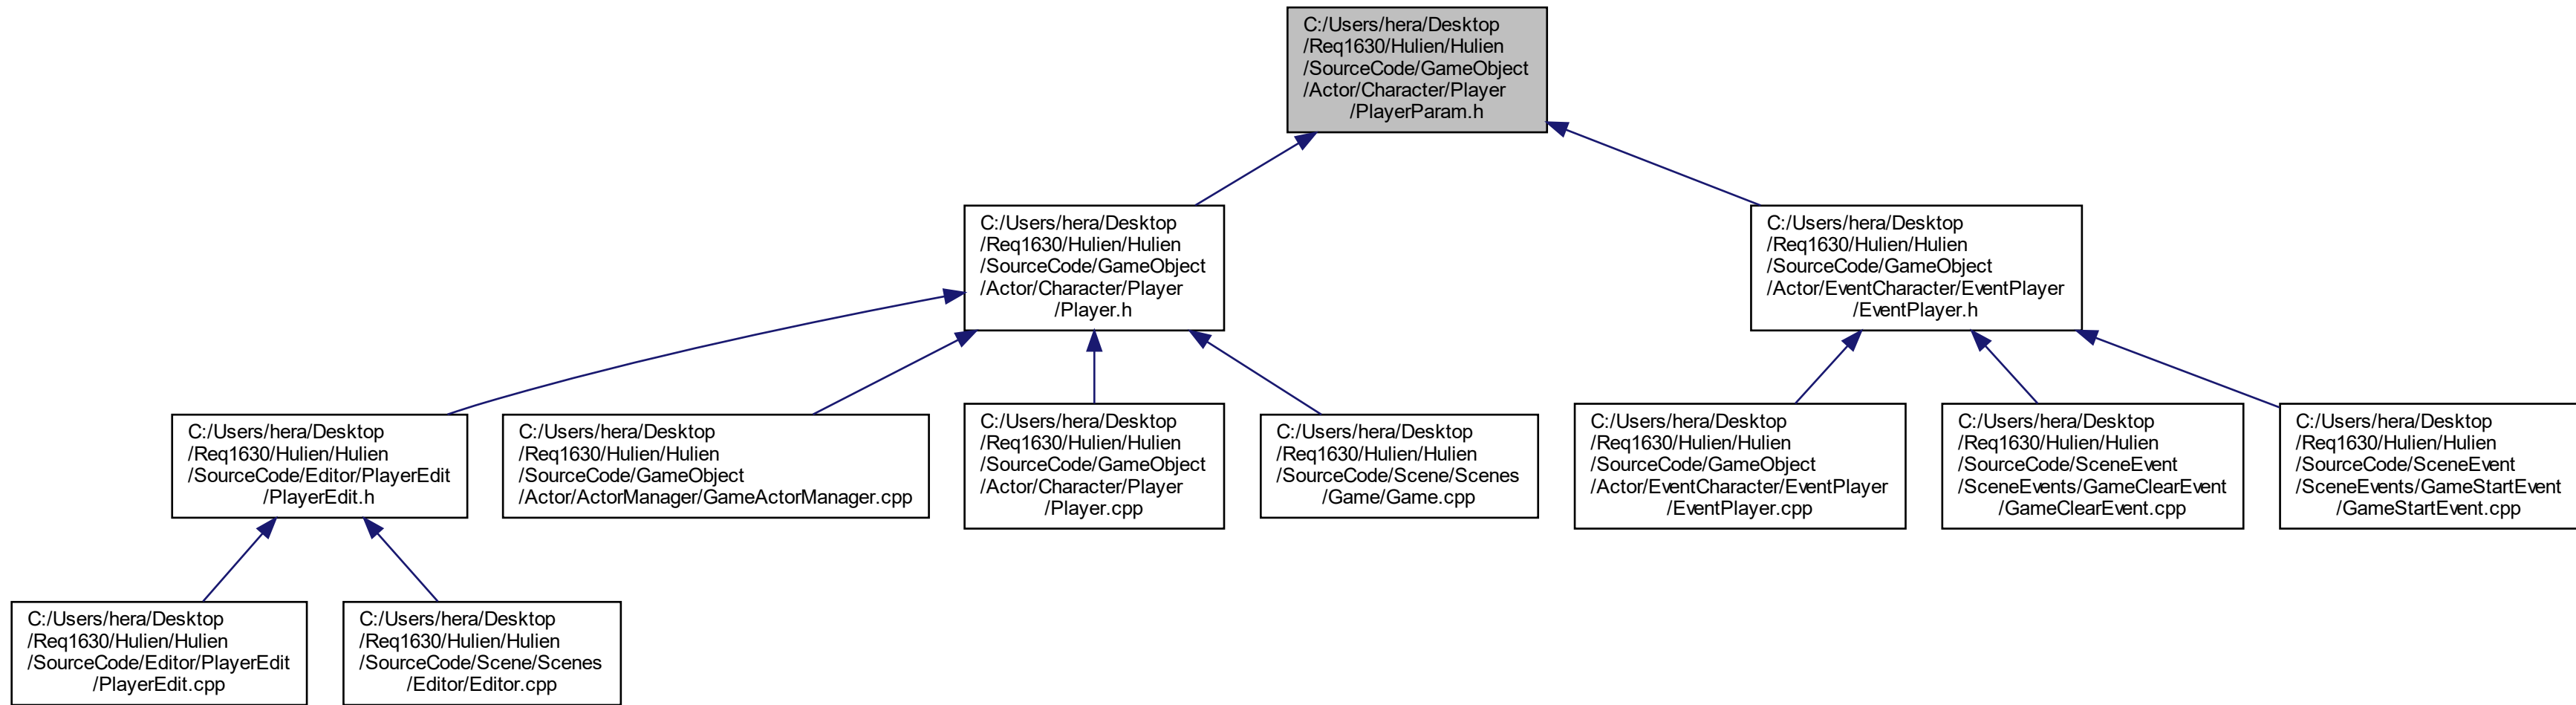 C:/Users/hera/Desktop
/Req1630/Hulien/Hulien
/SourceCode/GameObject
/Actor/Character/Player
/PlayerParam.h
C:/Users/hera/Desktop
/Req1630/Hulien/Hulien
/SourceCode/GameObject
/Actor/Character/Player
/Player.h
C:/Users/hera/Desktop
/Req1630/Hulien/Hulien
/SourceCode/GameObject
/Actor/EventCharacter/EventPlayer
/EventPlayer.h
C:/Users/hera/Desktop
/Req1630/Hulien/Hulien
/SourceCode/Editor/PlayerEdit
/PlayerEdit.h
C:/Users/hera/Desktop
/Req1630/Hulien/Hulien
/SourceCode/GameObject
/Actor/ActorManager/GameActorManager.cpp
C:/Users/hera/Desktop
/Req1630/Hulien/Hulien
/SourceCode/GameObject
/Actor/Character/Player
/Player.cpp
C:/Users/hera/Desktop
/Req1630/Hulien/Hulien
/SourceCode/Scene/Scenes
/Game/Game.cpp
C:/Users/hera/Desktop
/Req1630/Hulien/Hulien
/SourceCode/GameObject
/Actor/EventCharacter/EventPlayer
/EventPlayer.cpp
C:/Users/hera/Desktop
/Req1630/Hulien/Hulien
/SourceCode/SceneEvent
/SceneEvents/GameClearEvent
/GameClearEvent.cpp
C:/Users/hera/Desktop
/Req1630/Hulien/Hulien
/SourceCode/SceneEvent
/SceneEvents/GameStartEvent
/GameStartEvent.cpp
C:/Users/hera/Desktop
/Req1630/Hulien/Hulien
/SourceCode/Editor/PlayerEdit
/PlayerEdit.cpp
C:/Users/hera/Desktop
/Req1630/Hulien/Hulien
/SourceCode/Scene/Scenes
/Editor/Editor.cpp